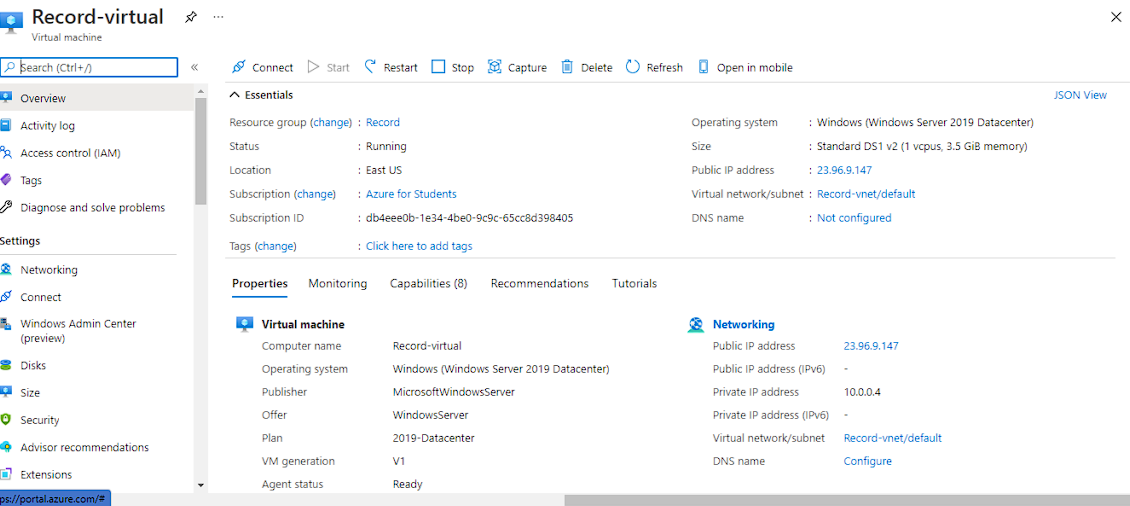 Record-virtual
Virtual machine
Search (Ctrl+/)
Connect Start Restart Stop Capture Delete Refresh Open in mobile
Overview
Activity log
Access control (IAM)
Tags
Diagnose and solve problems
Settings
Networking
Connect
Windows Admin Center
(preview)
Disks
Size
Security
Advisor recommendations
Extensions
ps://portal.azure.com/#
Essentials
JSON View
Resource group (change) : Record
Status : Running
Location : East US
Subscription (change) : Azure for Students
Subscription ID : db4eee0b-1e34-4be0-9c9c-65cc8d398405
Tags (change) : Click here to add tags
Operating system : Windows (Windows Server 2019 Datacenter)
Size : Standard DS1 v2 (1 vcpus, 3.5 GiB memory)
Public IP address : 23.96.9.147
Virtual network/subnet : Record-vnet/default
DNS name : Not configured
Properties Monitoring Capabilities (8) Recommendations Tutorials
Virtual machine
Computer name Record-virtual
Operating system Windows (Windows Server 2019 Datacenter)
Publisher MicrosoftWindowsServer
Offer WindowsServer
Plan 2019-Datacenter
VM generation V1
Agent status Ready
Networking
Public IP address 23.96.9.147
Public IP address (IPv6) -
Private IP address 10.0.0.4
Private IP address (IPv6) -
Virtual network/subnet Record-vnet/default
DNS name Configure